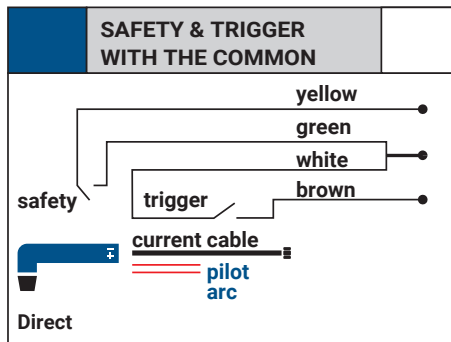 SAFETY & TRIGGER
WITH THE COMMON
yellow
green
white
brown
safety
trigger
current cable
pilot
arc
Direct